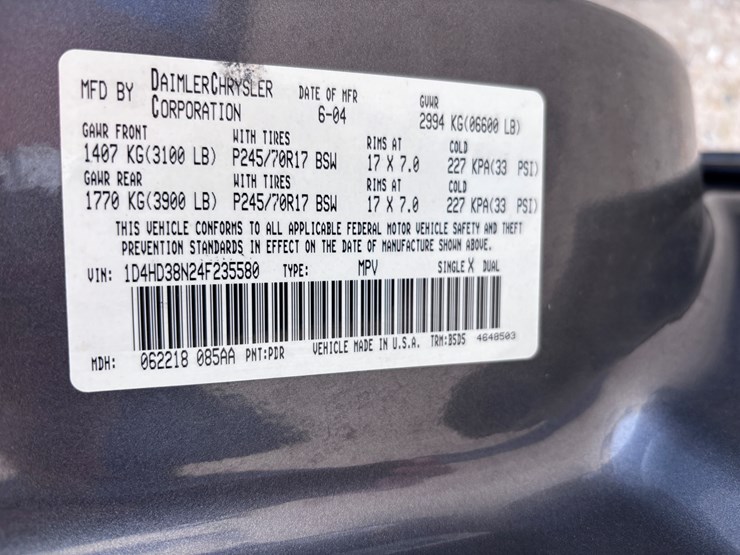 MFD BY DAIMLERCHRYSLER CORPORATION DATE OF MFR 6-04 GVWR 2994 KG(06600 LB)
GAWR FRONT WITH TIRES RIMS AT COLD
1407 KG(3100 LB) P245/70R17 BSW 17 X 7.0 227 KPA(33 PSI)
GAWR REAR WITH TIRES RIMS AT COLD
1770 KG(3900 LB) P245/70R17 BSW 17 X 7.0 227 KPA(33 PSI)
THIS VEHICLE CONFORMS TO ALL APPLICABLE FEDERAL MOTOR VEHICLE SAFETY AND THEFT
PREVENTION STANDARDS IN EFFECT ON THE DATE OF MANUFACTURE SHOWN ABOVE.
VIN: 1D4HD38N24F235580 TYPE: MPV SINGLE X DUAL
MDH: 062218 085AA PNT:PDR VEHICLE MADE IN U.S.A. TRM:B5D5 4648503